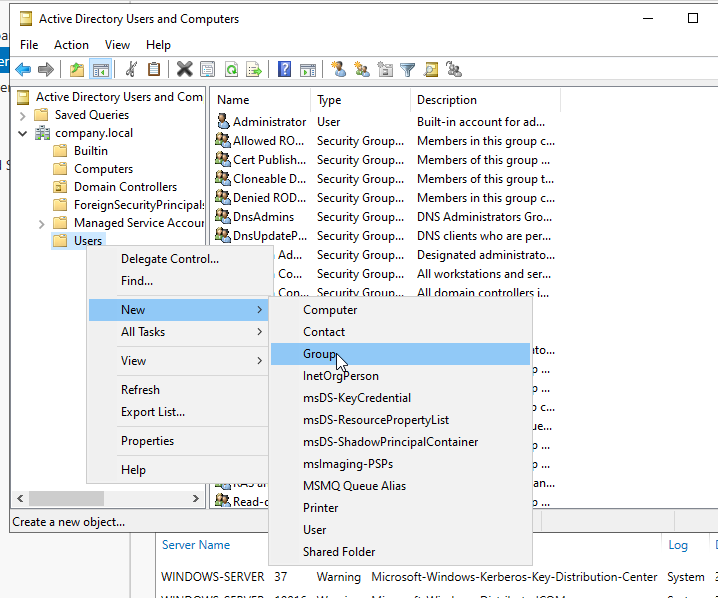 Active Directory Users and Computers
File Action View Help
Active Directory Users and Com
Name Type Description
Saved Queries
company.local
Builtin
Computers
Domain Controllers
ForeignSecurityPrincipals
Managed Service Accour
Users
Administrator User Built-in account for ad...
Allowed RO... Security Group... Members in this group c...
Cert Publish... Security Group... Members of this group ...
Cloneable D... Security Group... Members of this group t...
Denied ROD... Security Group... Members in this group c...
DnsAdmins Security Group... DNS Administrators Gro...
DnsUpdateP... Security Group... DNS clients who are per...
Ad... Security Group... Designated administrato...
Co... Security Group... All workstations and ser...
Con... Security Group... All domain controllers i...
Delegate Control...
Find...
New
All Tasks
View
Refresh
Export List...
Properties
Help
Computer
Contact
Group
InetOrgPerson
msDS-KeyCredential
msDS-ResourcePropertyList
msDS-ShadowPrincipalContainer
msImaging-PSPs
MSMQ Queue Alias
Printer
User
Shared Folder
Read-c
Create a new object...
Server Name Log
WINDOWS-SERVER 37 Warning Microsoft-Windows-Kerberos-Key-Distribution-Center System